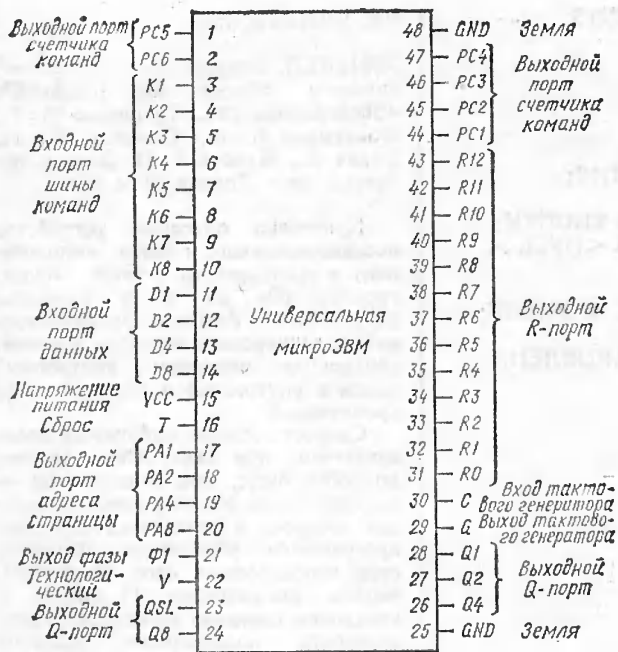 Выходной порт счетчика команд
PC5 1
PC6 2
Входной порт шины команд
K1 3
K2 4
K3 5
K4 6
K5 7
K6 8
K7 9
K8 10
Входной порт данных
D1 11
D2 12
D4 13
D8 14
Напряжение питания
VCC 15
Сброс T 16
Выходной порт адреса страницы
PA1 17
PA2 18
PA4 19
PA8 20
Выход фазы Ф1 21
Технологический V 22
Выходной Q-порт
QSL 23
Q8 24
Универсальная
микроЭВМ
48 GND Земля
47 PC4
46 PC3
45 PC2
44 PC1
Выходной порт счетчика команд
43 R12
42 R11
41 R10
40 R9
39 R8
38 R7
37 R6
36 R5
35 R4
34 R3
33 R2
32 R1
31 R0
Выходной R-порт
30 C Вход тактового генератора
29 G Выход тактового генератора
28 Q1
27 Q2
26 Q4
Выходной Q-порт
25 GND Земля